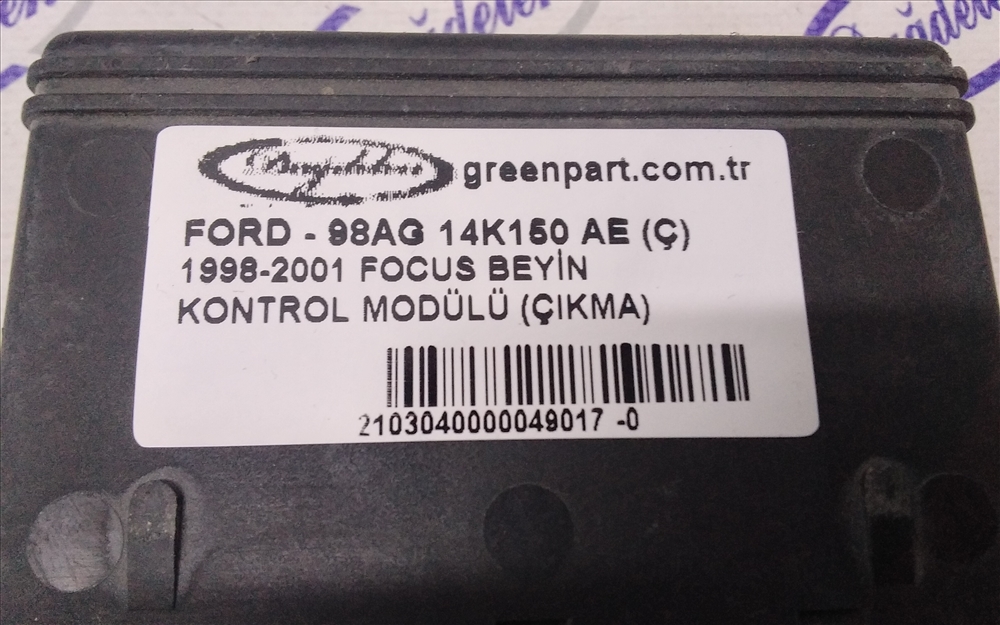 greenpart.com.tr
FORD - 98AG 14K150 AE (Ç)
1998-2001 FOCUS BEYİN
KONTROL MODÜLÜ (ÇIKMA)
2103040000049017 -0